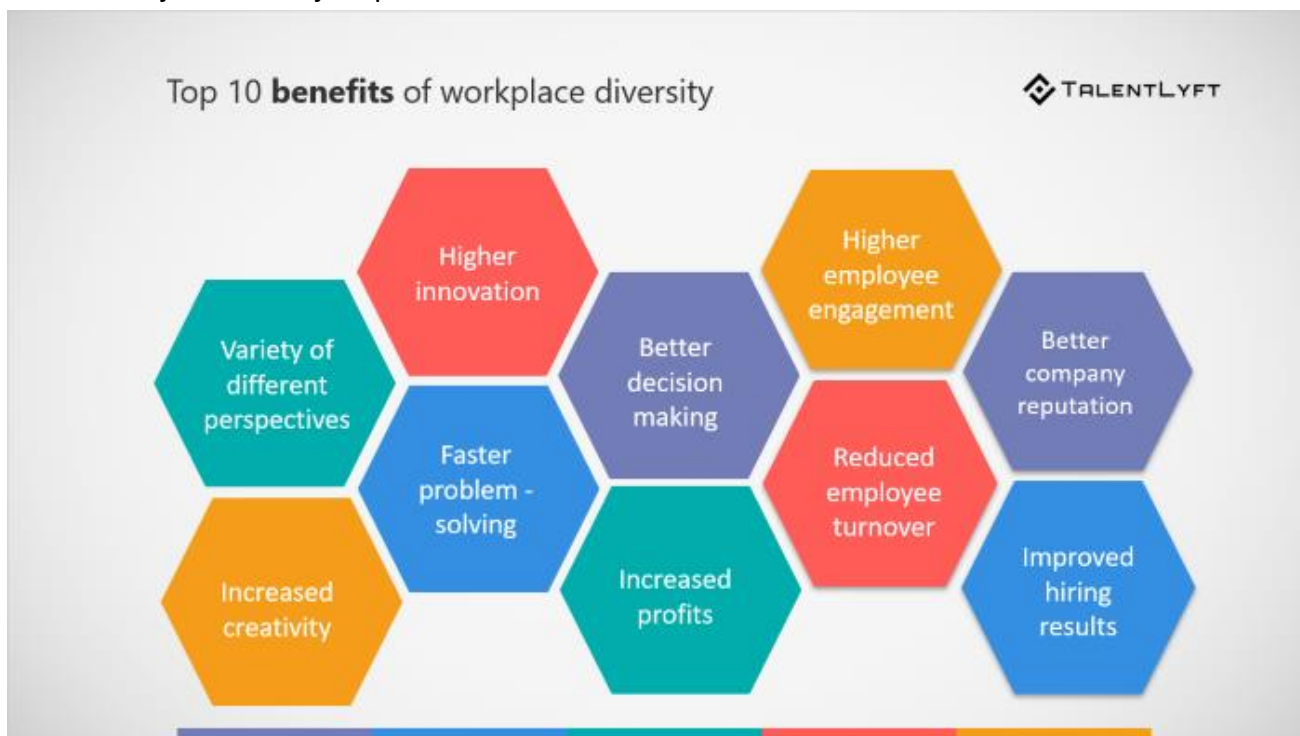 Top 10 benefits of workplace diversity
TALENTLYFT
Variety of
different
perspectives
Increased
creativity
Higher
innovation
Faster
problem -
solving
Better
decision
making
Increased
profits
Higher
employee
engagement
Reduced
employee
turnover
Better
company
reputation
Improved
hiring
results